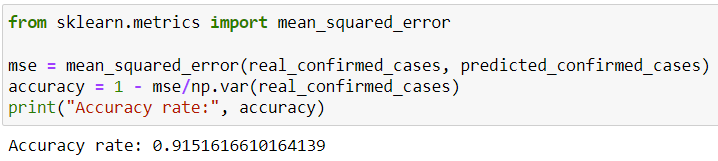 from sklearn.metrics import mean_squared_error
mse = mean_squared_error(real_confirmed_cases, predicted_confirmed_cases)
accuracy = 1 - mse/np.var(real_confirmed_cases)
print("Accuracy rate:", accuracy)
Accuracy rate: 0.9151616610164139